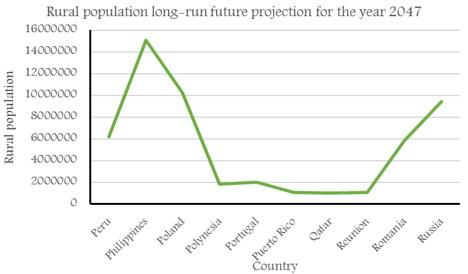 Rural population long-run future projection for the year 2047
16000000
14000000
12000000
10000000
8000000
6000000
4000000
2000000
0
Rural population
Peru
Philippines
Poland
Polynesia
Portugal
Puerto Rico
Qatar
Reunion
Romania
Russia
Country